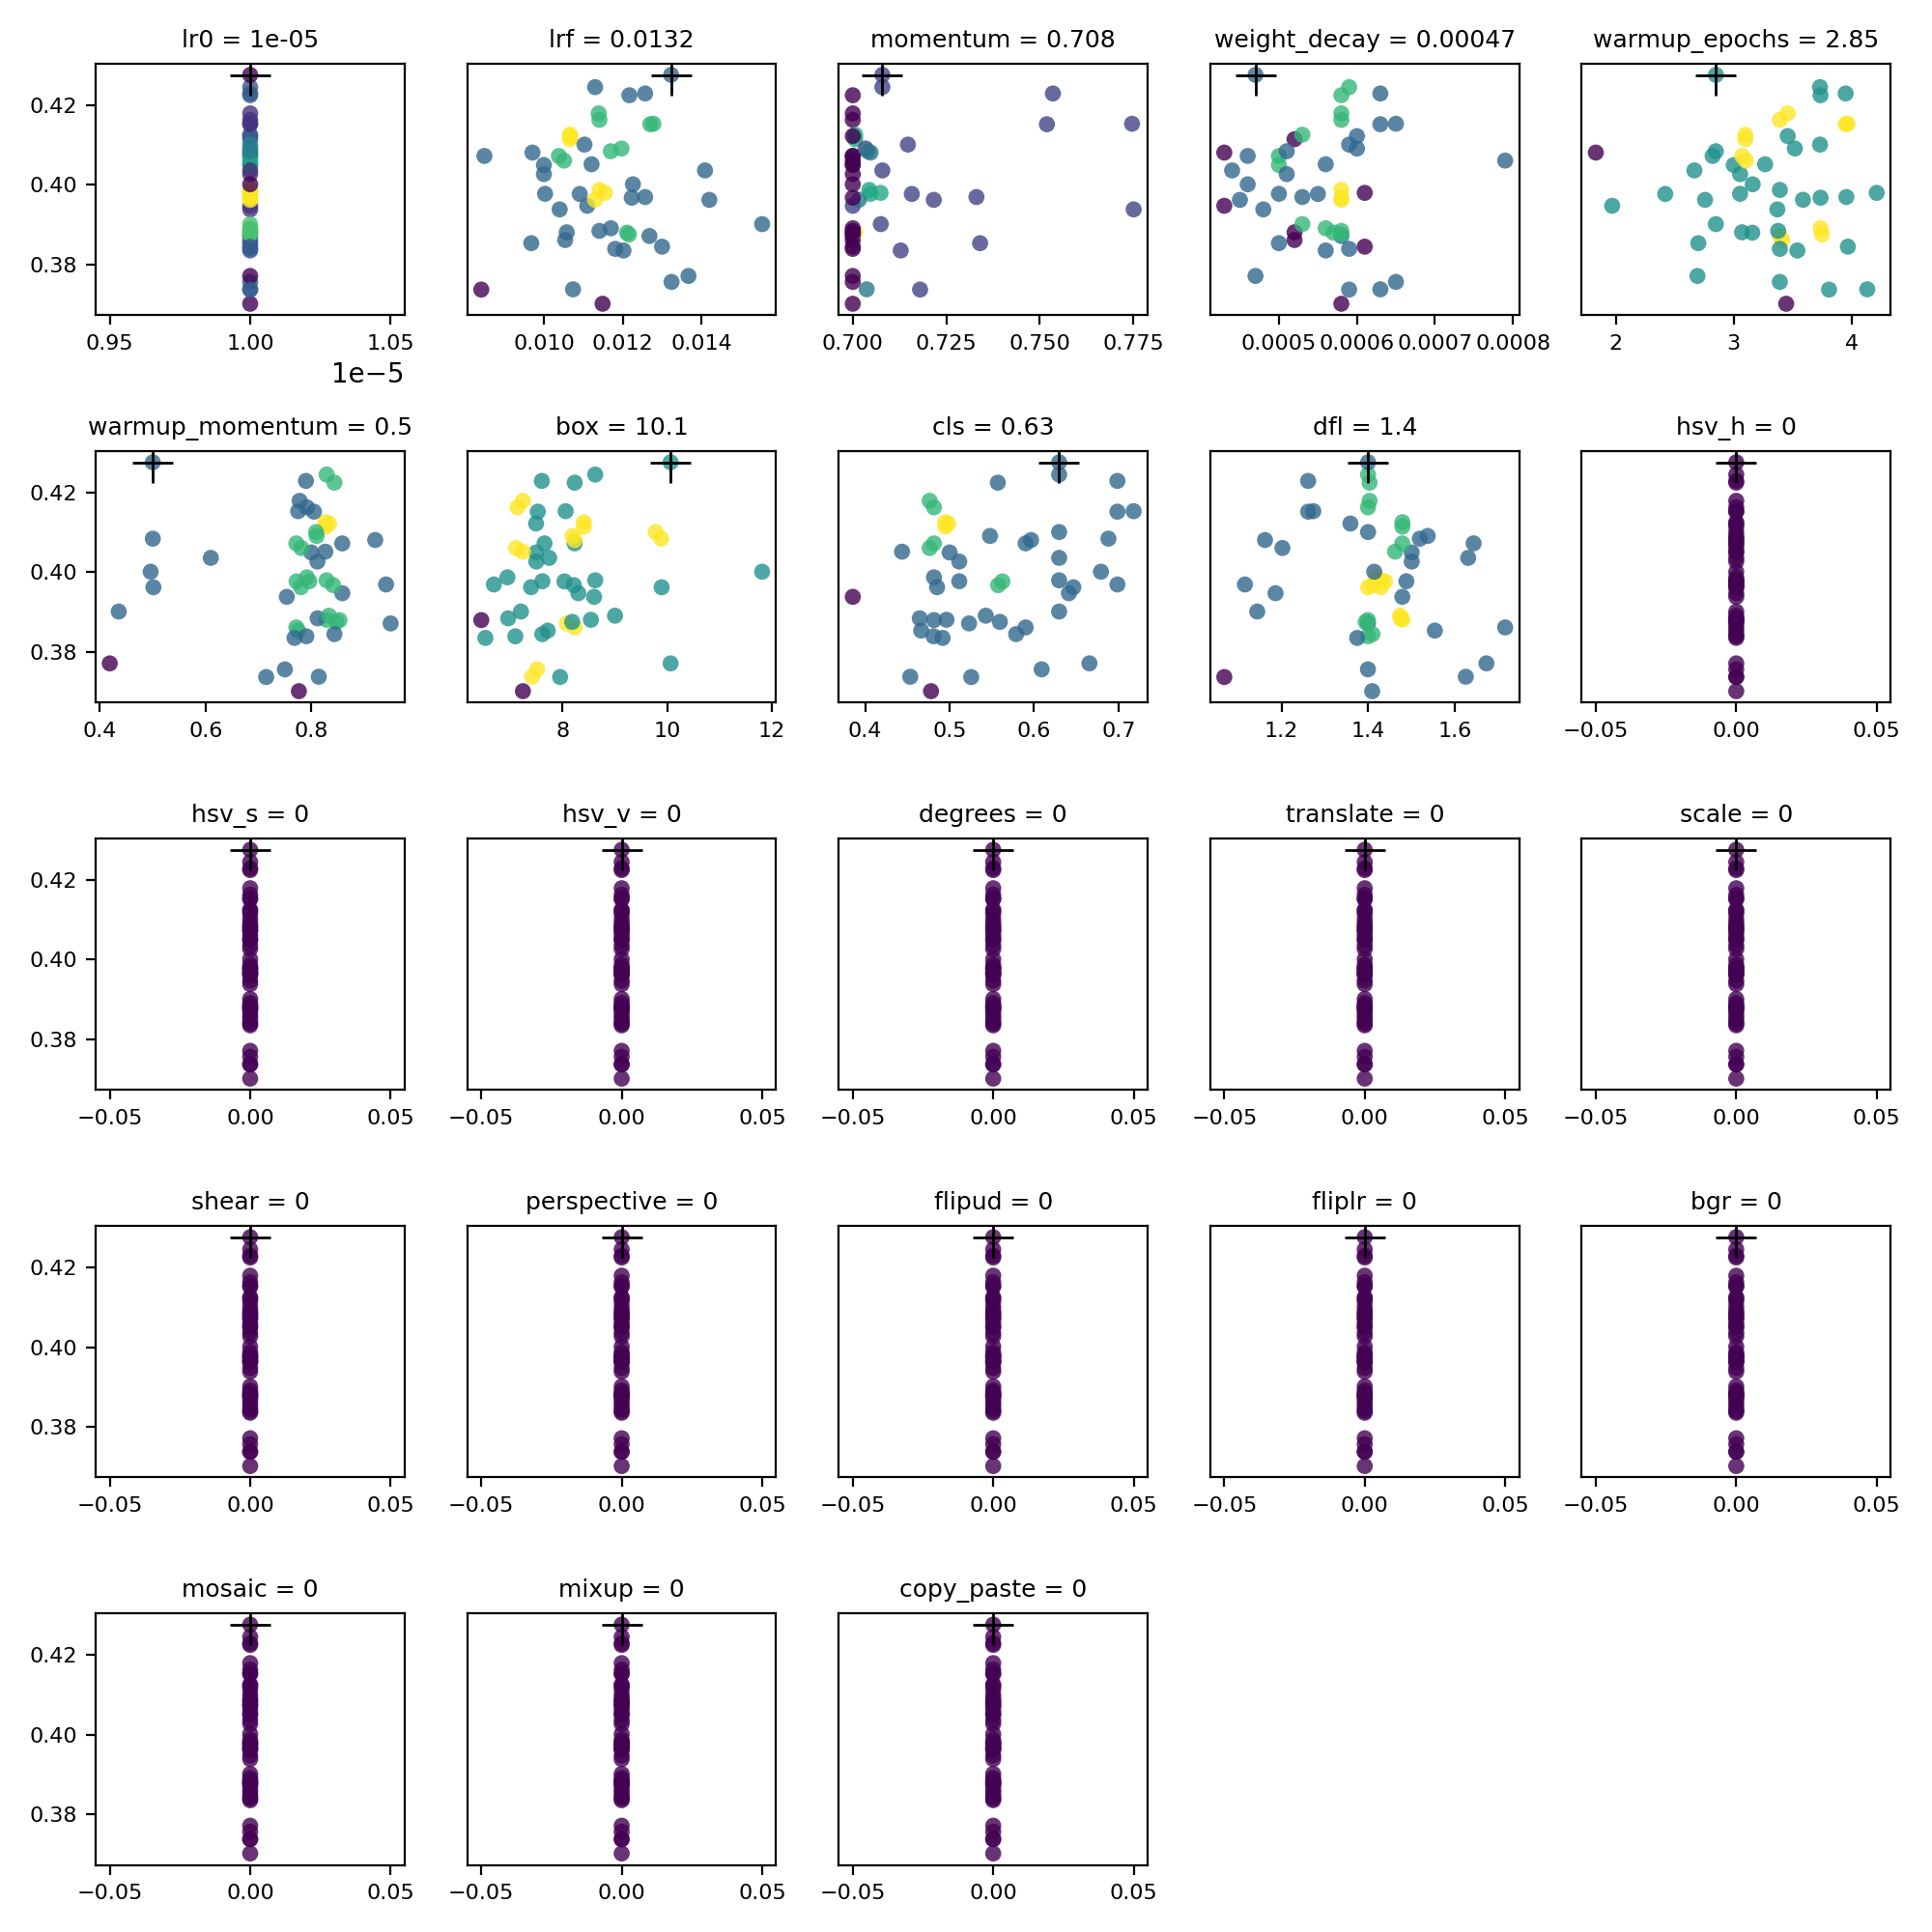 lr0 = 1e-05 lrf = 0.0132 momentum = 0.708 weight_decay = 0.00047 warmup_epochs = 2.85
0.42
0.40
0.38
0.95 1.00 1.05 0.010 0.012 0.014 0.700 0.725 0.750 0.775 0.0005 0.0006 0.0007 0.0008 2 3 4
1e−5
warmup_momentum = 0.5 box = 10.1 cls = 0.63 dfl = 1.4 hsv_h = 0
0.42
0.40
0.38
0.4 0.6 0.8 8 10 12 0.4 0.5 0.6 0.7 1.2 1.4 1.6 −0.05 0.00 0.05
hsv_s = 0 hsv_v = 0 degrees = 0 translate = 0 scale = 0
0.42
0.40
0.38
−0.05 0.00 0.05 −0.05 0.00 0.05 −0.05 0.00 0.05 −0.05 0.00 0.05 −0.05 0.00 0.05
shear = 0 perspective = 0 flipud = 0 fliplr = 0 bgr = 0
0.42
0.40
0.38
−0.05 0.00 0.05 −0.05 0.00 0.05 −0.05 0.00 0.05 −0.05 0.00 0.05 −0.05 0.00 0.05
mosaic = 0 mixup = 0 copy_paste = 0
0.42
0.40
0.38
−0.05 0.00 0.05 −0.05 0.00 0.05 −0.05 0.00 0.05